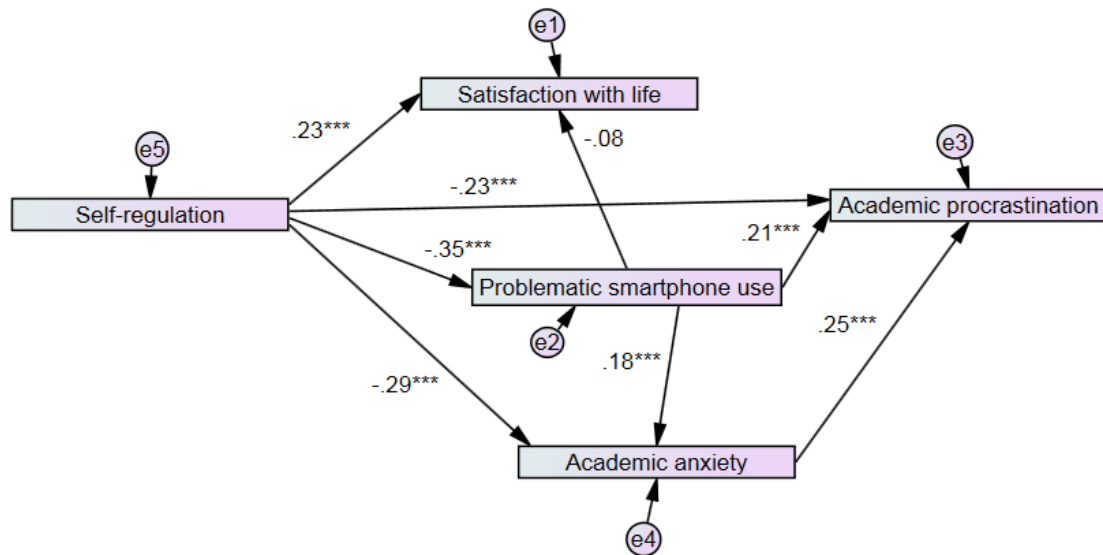 e1
Satisfaction with life
.23***
-.08
e5
e3
-.23***
Self-regulation
Academic procrastination
-.35***
.21***
Problematic smartphone use
e2
.18***
.25***
-.29***
Academic anxiety
e4